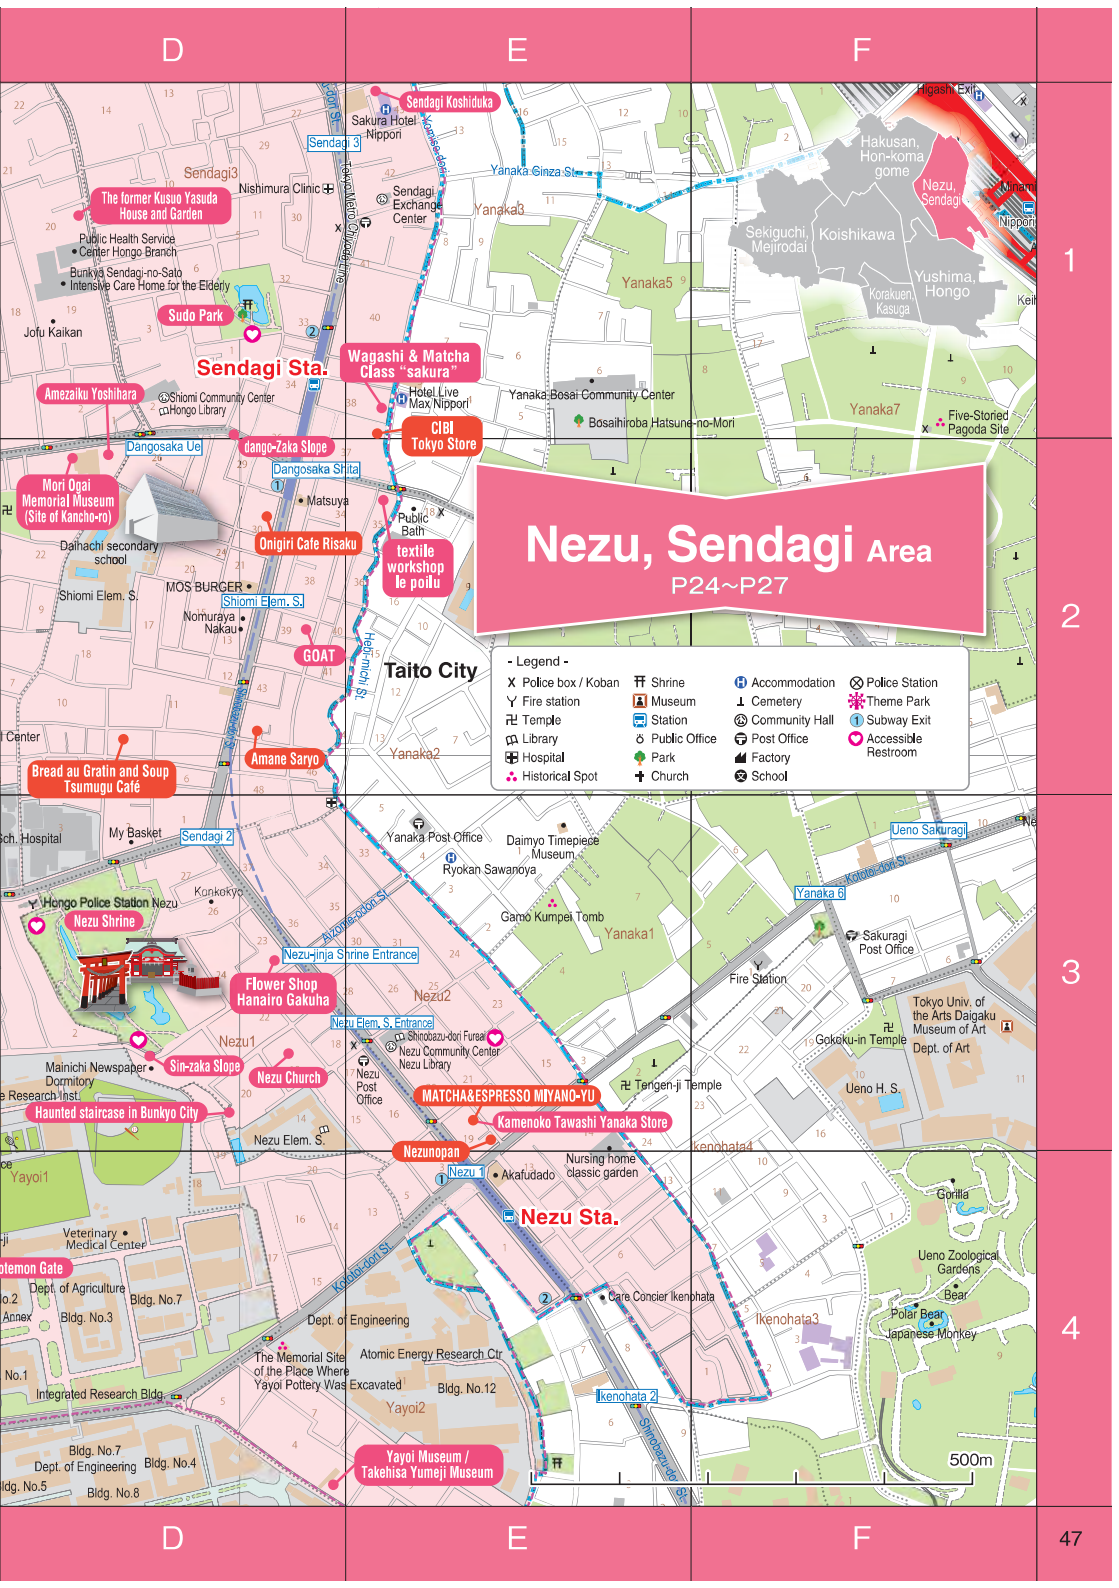 D
E
F
1
2
3
4
Sendagi Koshiduka
Sakura Hotel
Nippori
Sendagi 3
Sendagi3
Nishimura Clinic
Tokyo Metro Chiyoda Line
Sendagi
Exchange
Center
Yanaka Ginza St.
Yanaka3
The former Kusuo Yasuda
House and Garden
Public Health Service
Center Hongo Branch
Bunkyo Sendagi-no-Sato
Intensive Care Home for the Elderly
Jofu Kaikan
Sudo Park
Sendagi Sta.
Wagashi & Matcha
Class “sakura”
Hotel Live
Max Nippori
Yanaka5
Yanaka Bosai Community Center
Bosaihiroba Hatsune-no-Mori
Yanaka7
Five-Storied
Pagoda Site
Higashi Exit
Hakusan,
Hon-koma
gome
Nezu,
Sendagi
Sekiguchi,
Mejirodai
Koishikawa
Yushima,
Hongo
Korakuen,
Kasuga
Minami
Nippori
Keih
Amezaiku Yoshihara
Shiomi Community Center
Hongo Library
CIBI
Tokyo Store
Dangosaka Ue
dango-Zaka Slope
Dangosaka Shita
Mori Ogai
Memorial Museum
(Site of Kancho-ro)
Matsuya
Public
Bath
Onigiri Cafe Risaku
textile
workshop
le poilu
Daihachi secondary
school
Shiomi Elem. S.
MOS BURGER
Shiomi Elem. S.
Nomuraya
Nakau
GOAT
Hebi-michi St.
Taito City
Nezu, Sendagi Area
P24~P27
- Legend -
Police box / Koban
Fire station
Temple
Library
Hospital
Historical Spot
Shrine
Museum
Station
Public Office
Park
Church
Accommodation
Cemetery
Community Hall
Post Office
Factory
School
Police Station
Theme Park
Subway Exit
Accessible
Restroom
Shinobazu-dori St.
l Center
Amane Saryo
Bread au Gratin and Soup
Tsumugu Café
Yanaka2
Sch. Hospital
My Basket
Sendagi 2
Yanaka Post Office
Daimyo Timepiece
Museum
Ryokan Sawanoya
Ueno Sakuragi
Kototoi-dori St.
Yanaka 6
Hongo Police Station Nezu
Konkokyo
Nezu Shrine
Aizome-odori St.
Gamo Kumpei Tomb
Yanaka1
Sakuragi
Post Office
Nezu-jinja Shrine Entrance
Flower Shop
Hanairo Gakuha
Nezu2
Fire Station
Nezu Elem. S. Entrance
Shinobazu-dori Fureai
Nezu Community Center
Nezu Library
Tokyo Univ. of
the Arts Daigaku
Museum of Art
Gokoku-in Temple
Dept. of Art
Nezu1
Mainichi Newspaper
Dormitory
Sin-zaka Slope
Nezu Church
Nezu
Post
Office
Tengen-ji Temple
Ueno H. S.
e Research Inst.
Haunted staircase in Bunkyo City
MATCHA&ESPRESSO MIYANO-YU
Kamenoko Tawashi Yanaka Store
Nezu Elem. S.
Nezunopan
Ikenohata4
Nursing home
classic garden
Yayoi1
Nezu 1
Akafudado
Nezu Sta.
Gorilla
Veterinary
Medical Center
otemon Gate
Kototoi-dori St.
Ueno Zoological
Gardens
Bear
Polar Bear
Japanese Monkey
Dept. of Agriculture
Bldg. No.7
Bldg. No.3
Annex
Care Concier Ikenohata
Ikenohata3
Dept. of Engineering
The Memorial Site
of the Place Where
Yayoi Pottery Was Excavated
Atomic Energy Research Ctr
No.1
Integrated Research Bldg.
Bldg. No.12
Yayoi2
Ikenohata 2
Bldg. No.7
Dept. of Engineering
Bldg. No.4
Bldg. No.8
Yayoi Museum /
Takehisa Yumeji Museum
500m
D
E
F
47